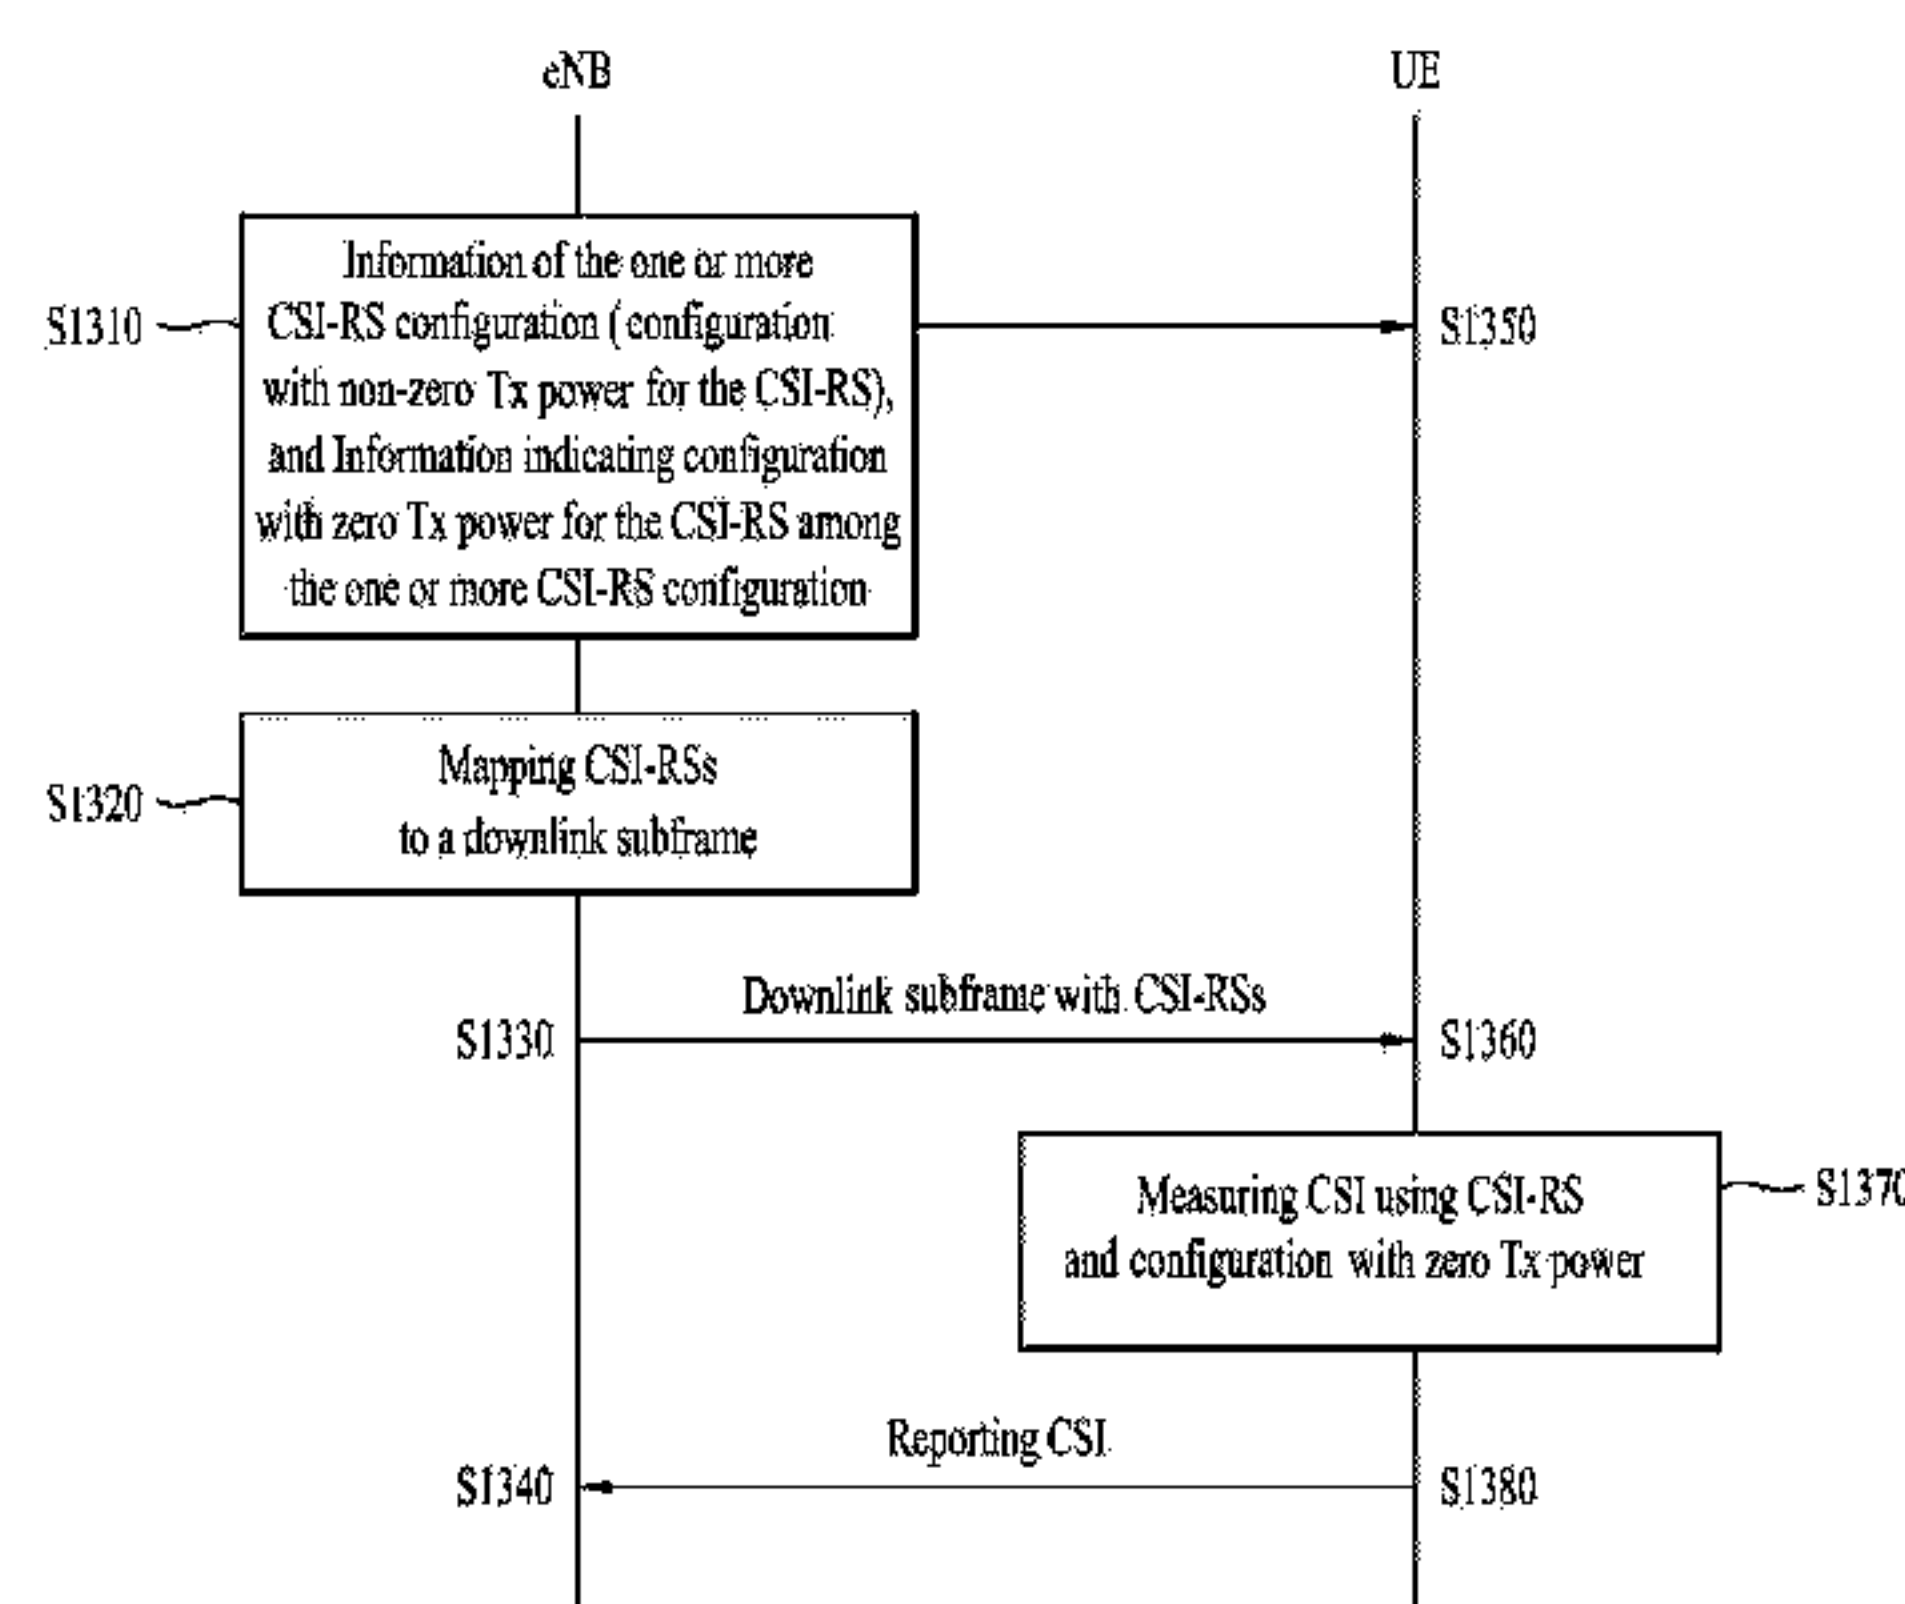 eNB
UE
Information of the one or more
CSI-RS configuration (configuration
with non-zero Tx power for the CSI-RS),
and Information indicating configuration
with zero Tx power for the CSI-RS among
the one or more CSI-RS configuration
S1310
S1350
Mapping CSI-RSs
to a downlink subframe
S1320
Downlink subframe with CSI-RSs
S1330
S1360
Measuring CSI using CSI-RS
and configuration with zero Tx power
S1370
Reporting CSI
S1340
S1380